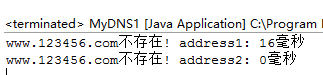 <terminated> MyDNS1 [Java Application] C:\Program
www.123456.com不存在! address1: 16毫秒
www.123456.com不存在! address2: 0毫秒